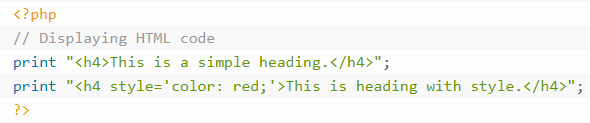 <?php
// Displaying HTML code
print "<h4>This is a simple heading.</h4>";
print "<h4 style='color: red;'>This is heading with style.</h4>";
?>